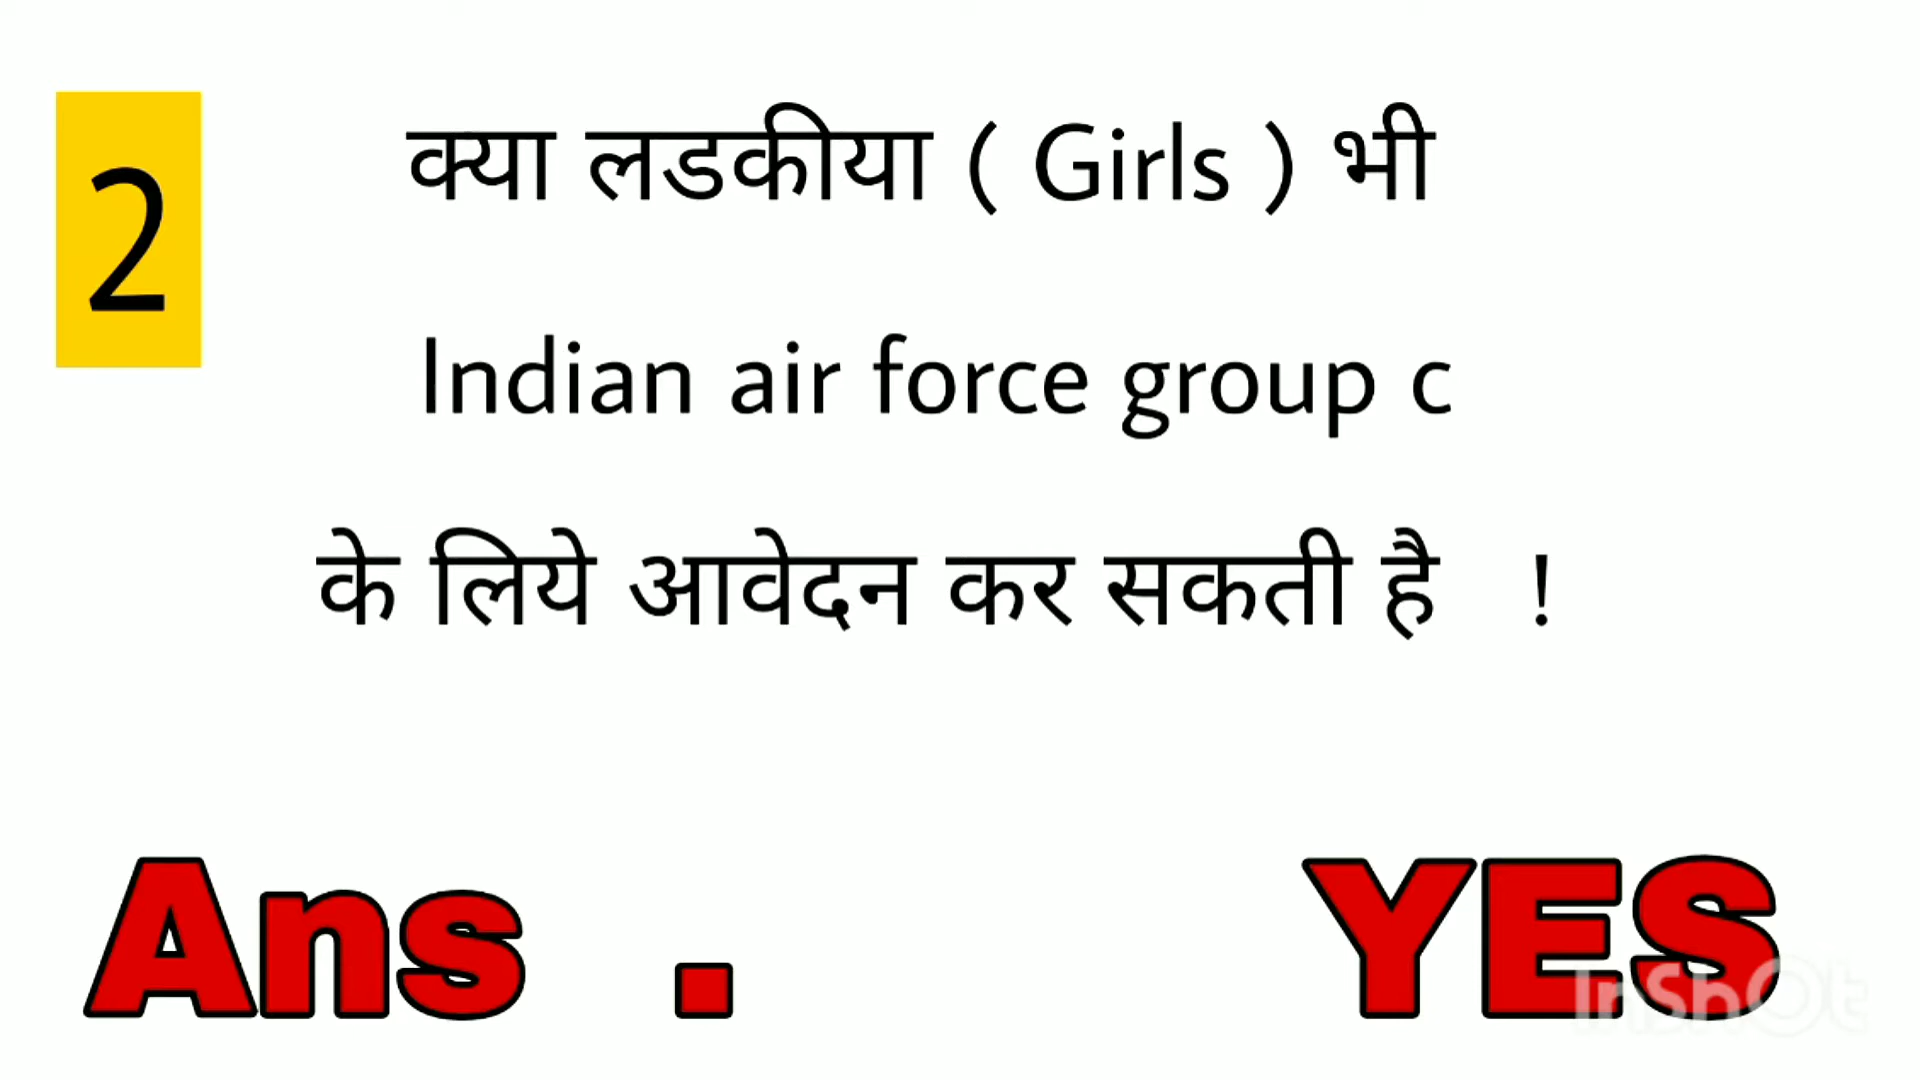 2
क्या लडकीया ( Girls ) भी
Indian air force group c
के लिये आवेदन कर सकती है !
Ans . YES
InShOt